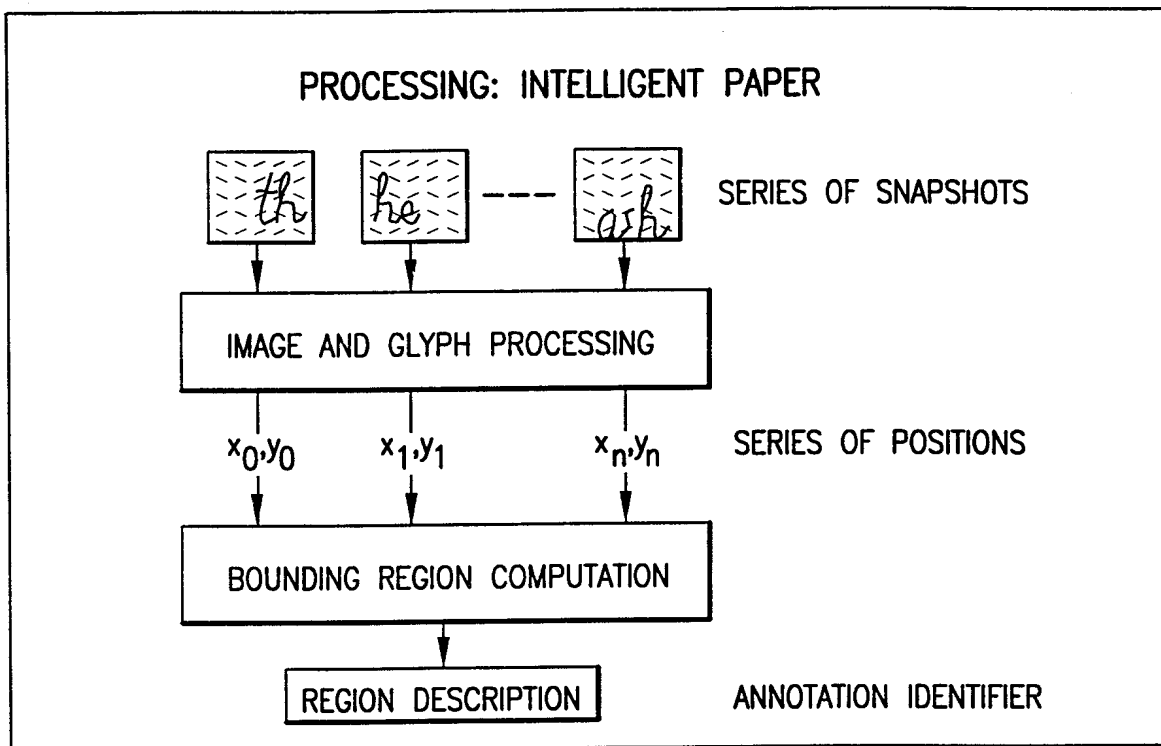 PROCESSING: INTELLIGENT PAPER
th he ---- ash
SERIES OF SNAPSHOTS
IMAGE AND GLYPH PROCESSING
x0,y0 x1,y1 xn,yn
SERIES OF POSITIONS
BOUNDING REGION COMPUTATION
REGION DESCRIPTION
ANNOTATION IDENTIFIER